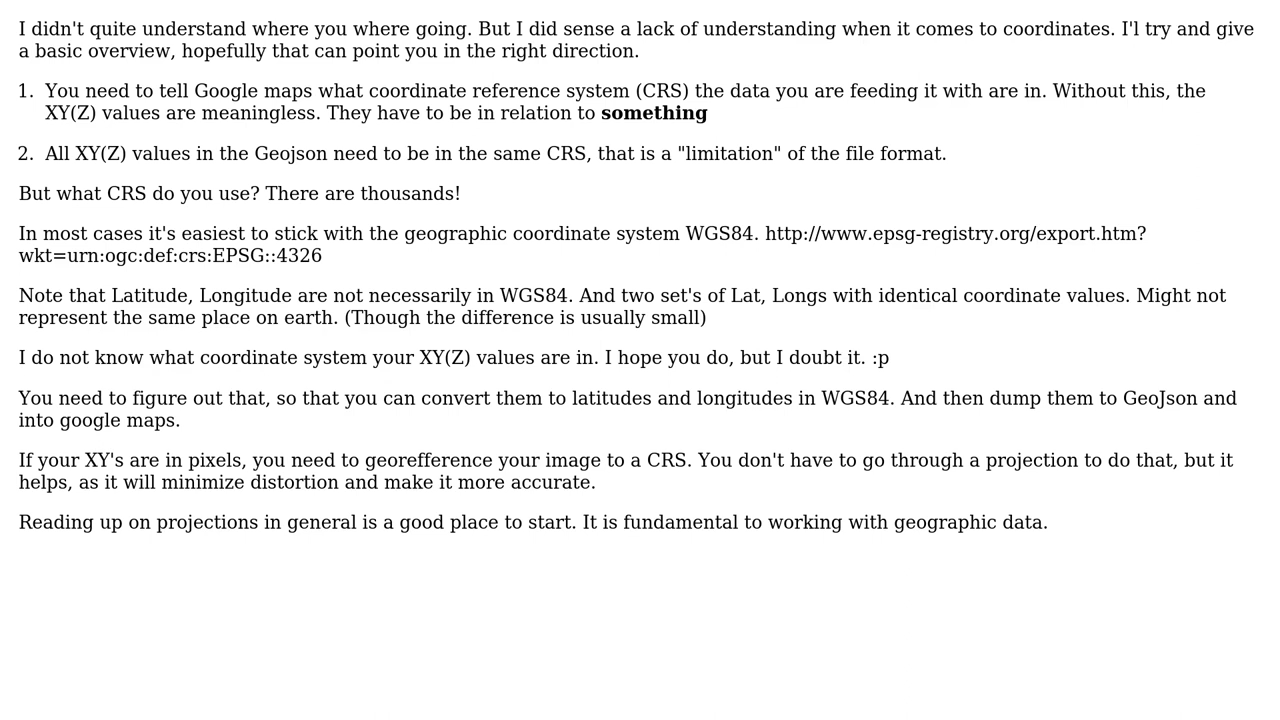 I didn't quite understand where you where going. But I did sense a lack of understanding when it comes to coordinates. I'l try and give
a basic overview, hopefully that can point you in the right direction.
1. You need to tell Google maps what coordinate reference system (CRS) the data you are feeding it with are in. Without this, the
XY(Z) values are meaningless. They have to be in relation to something
2. All XY(Z) values in the Geojson need to be in the same CRS, that is a "limitation" of the file format.
But what CRS do you use? There are thousands!
In most cases it's easiest to stick with the geographic coordinate system WGS84. http://www.epsg-registry.org/export.htm?
wkt=urn:ogc:def:crs:EPSG::4326
Note that Latitude, Longitude are not necessarily in WGS84. And two set's of Lat, Longs with identical coordinate values. Might not
represent the same place on earth. (Though the difference is usually small)
I do not know what coordinate system your XY(Z) values are in. I hope you do, but I doubt it. :p
You need to figure out that, so that you can convert them to latitudes and longitudes in WGS84. And then dump them to GeoJson and
into google maps.
If your XY's are in pixels, you need to georefference your image to a CRS. You don't have to go through a projection to do that, but it
helps, as it will minimize distortion and make it more accurate.
Reading up on projections in general is a good place to start. It is fundamental to working with geographic data.